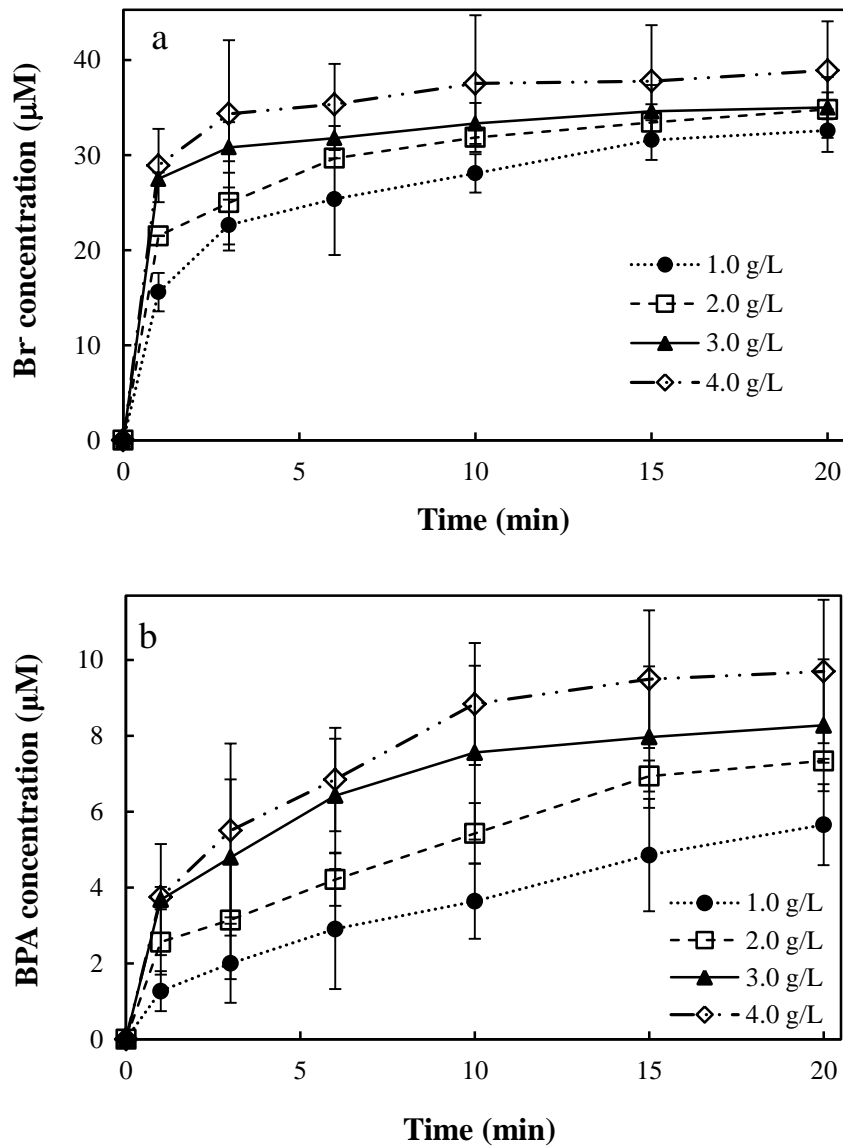 a
Br⁻ concentration (µM)
40
30
20
10
0
1.0 g/L
2.0 g/L
3.0 g/L
4.0 g/L
0
5
10
15
20
Time (min)
b
BPA concentration (µM)
10
8
6
4
2
0
1.0 g/L
2.0 g/L
3.0 g/L
4.0 g/L
0
5
10
15
20
Time (min)